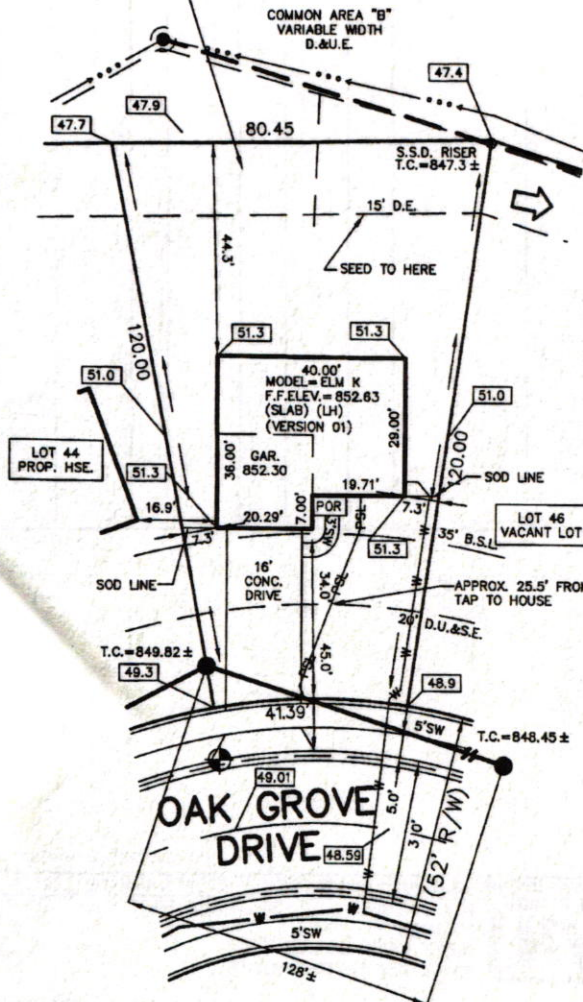 COMMON AREA "B"
VARIABLE WIDTH
D.&U.E.
47.4
47.9
47.7
80.45
S.S.D. RISER
T.C.=847.3 ±
15' D.E.
44.3'
SEED TO HERE
120.00
51.3
51.3
40.00'
MODEL= ELM K
F.F.ELEV.= 852.63
(SLAB) (LH)
(VERSION 01)
51.0
51.0
29.00'
36.00'
GAR.
852.30
LOT 44
PROP. HSE.
120.00
51.3
19.71'
SOD LINE
16.9'
20.29'
7.00'
POR
3'SW
PSL
7.3'
LOT 46
VACANT LOT
7.3'
35' B.S.L.
51.3
SOD LINE
16'
CONC.
DRIVE
34.0'
PSL
APPROX. 25.5' FROM
TAP TO HOUSE
20' D.U.&S.E.
45.0'
T.C.=849.82 ±
49.3
PSL
48.9
41.39'
5'SW
T.C.=848.45 ±
49.01
OAK GROVE
DRIVE
5.0'
(52' R/W)
48.59
W
W
5'SW
128'±